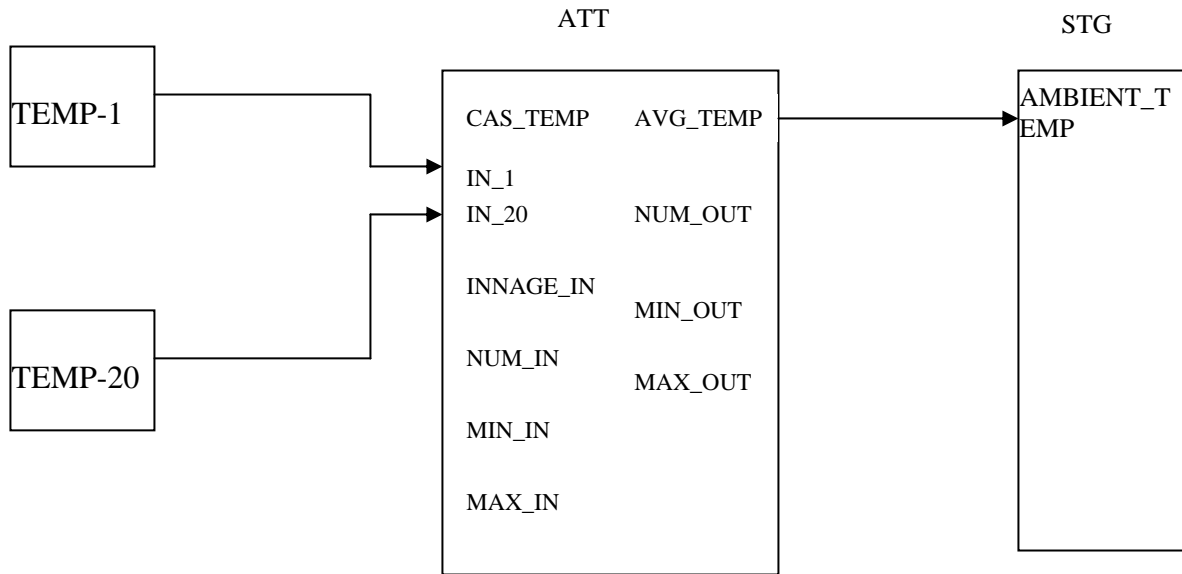 ATT
STG
TEMP-1
CAS_TEMP AVG_TEMP
AMBIENT_T
EMP
IN_1
IN_20 NUM_OUT
INNAGE_IN
MIN_OUT
TEMP-20
NUM_IN
MAX_OUT
MIN_IN
MAX_IN